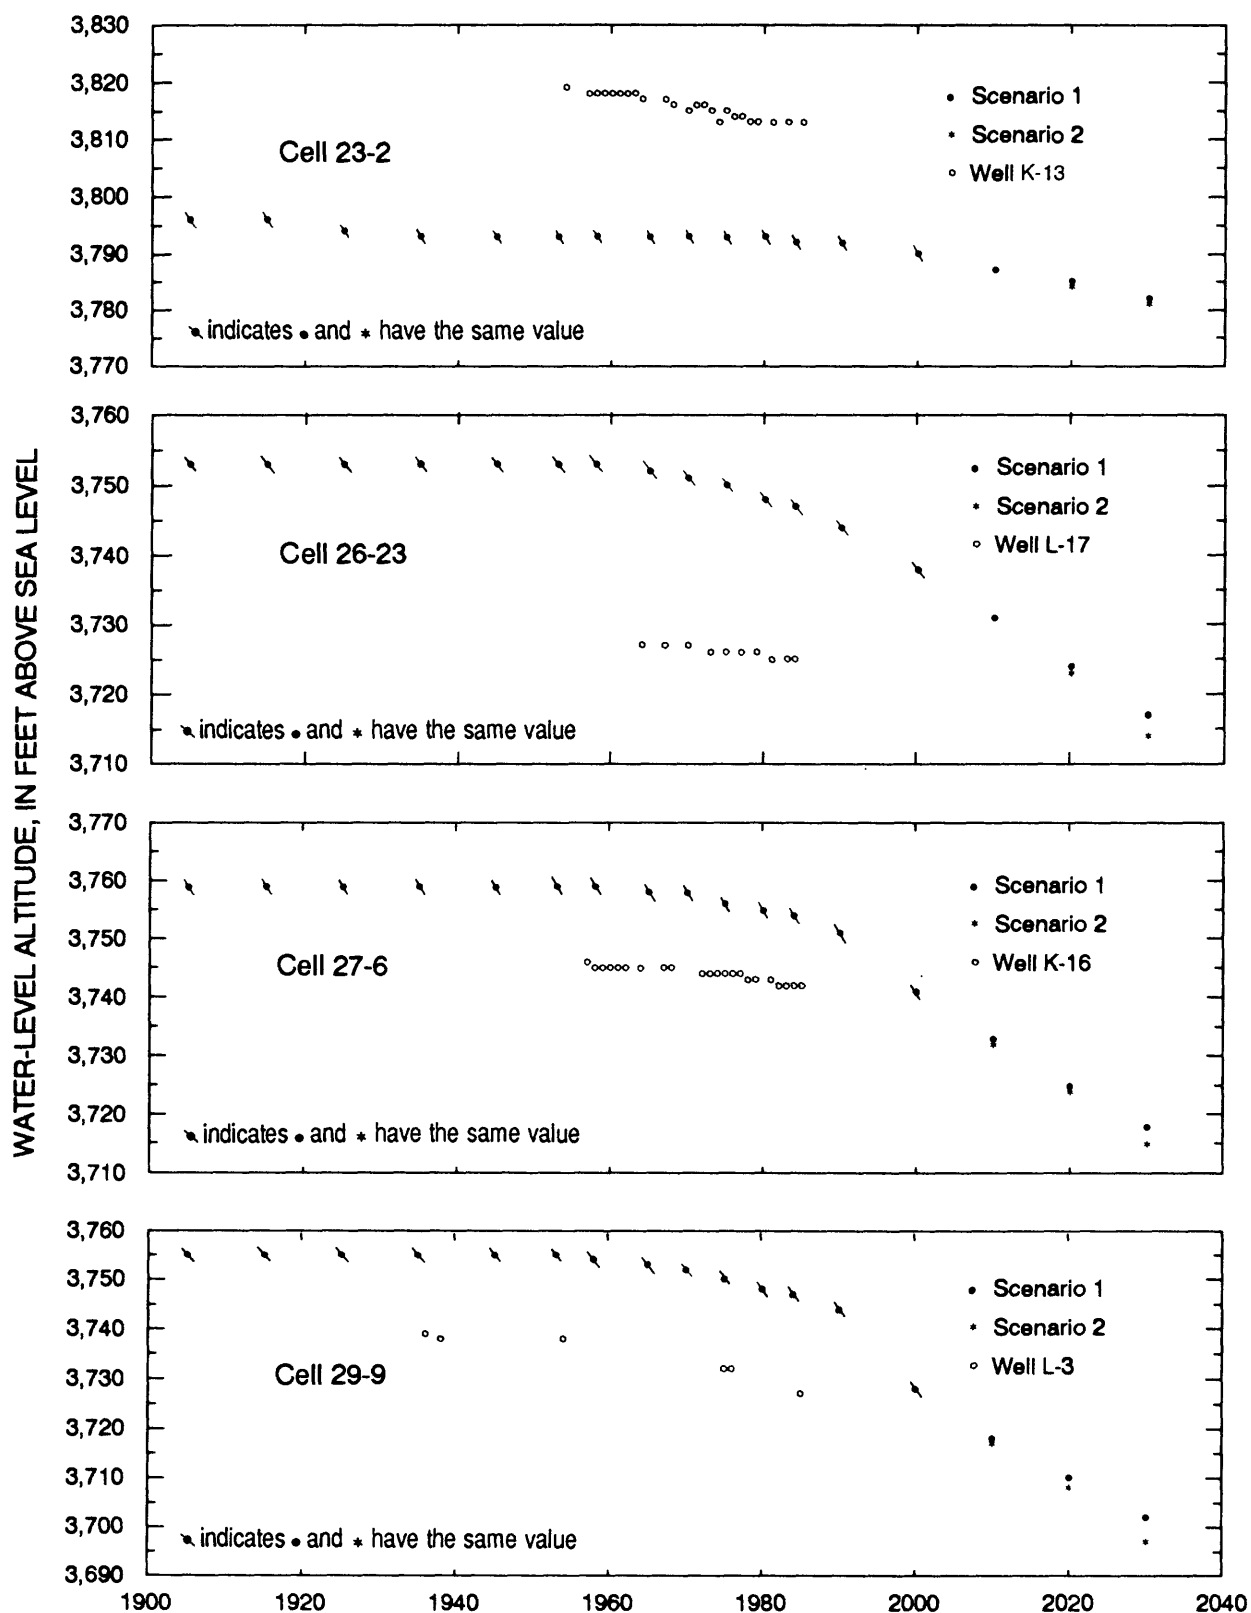 WATER-LEVEL ALTITUDE, IN FEET ABOVE SEA LEVEL
3,830
3,820
3,810
3,800
3,790
3,780
3,770
Cell 23-2
• Scenario 1
* Scenario 2
○ Well K-13
indicates • and * have the same value
3,760
3,750
3,740
3,730
3,720
3,710
Cell 26-23
• Scenario 1
* Scenario 2
○ Well L-17
indicates • and * have the same value
3,770
3,760
3,750
3,740
3,730
3,720
3,710
Cell 27-6
• Scenario 1
* Scenario 2
○ Well K-16
indicates • and * have the same value
3,760
3,750
3,740
3,730
3,720
3,710
3,700
3,690
Cell 29-9
• Scenario 1
* Scenario 2
○ Well L-3
indicates • and * have the same value
1900 1920 1940 1960 1980 2000 2020 2040